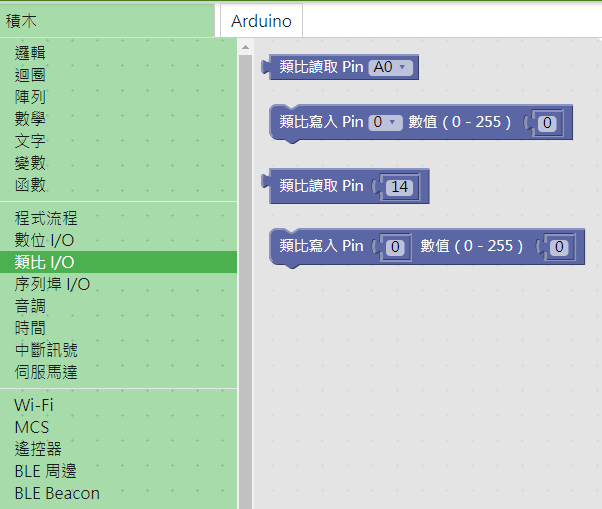 積木 Arduino
邏輯
迴圈
陣列
數學
文字
變數
函數
程式流程
數位 I/O
類比 I/O
序列埠 I/O
音調
時間
中斷訊號
伺服馬達
Wi-Fi
MCS
遙控器
BLE 周邊
BLE Beacon
類比讀取 Pin A0
類比寫入 Pin 0 數值 ( 0 - 255 ) 0
類比讀取 Pin 14
類比寫入 Pin 0 數值 ( 0 - 255 ) 0